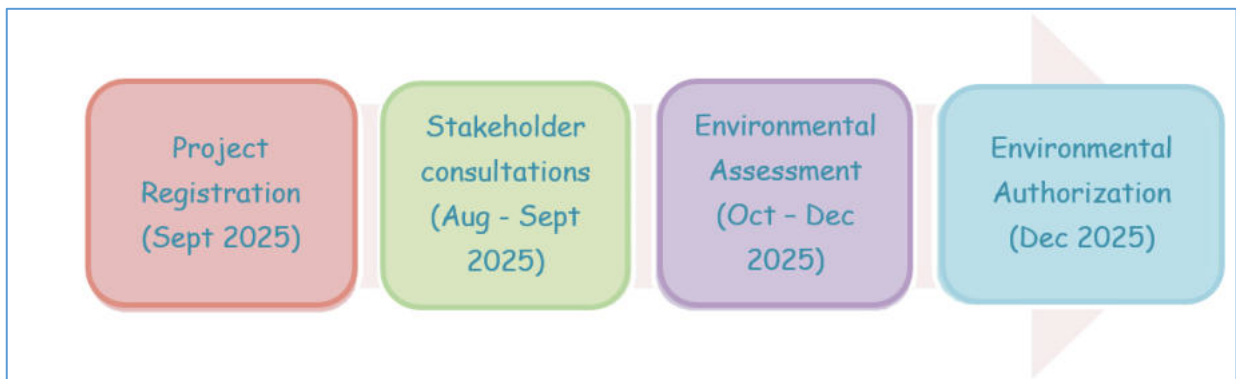 Project
Registration
(Sept 2025)
Stakeholder
consultations
(Aug - Sept
2025)
Environmental
Assessment
(Oct – Dec
2025)
Environmental
Authorization
(Dec 2025)